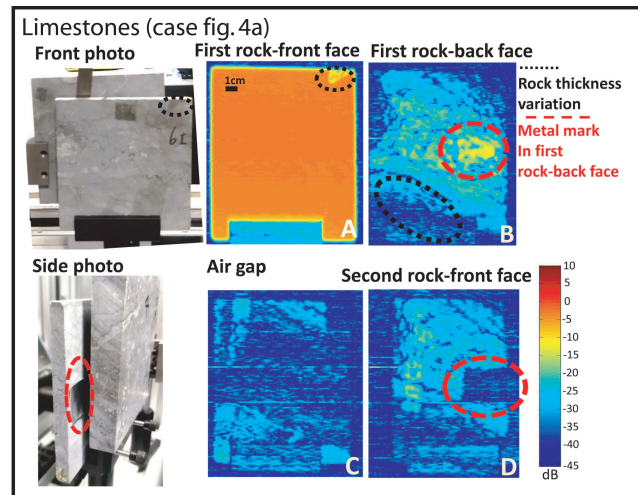 Limestones (case fig. 4a)
Front photo
First rock-front face
First rock-back face
1cm
A
B
Rock thickness
variation
Metal mark
In first
rock-back face
61
Side photo
Air gap
Second rock-front face
C
D
10
5
0
-5
-10
-15
-20
-25
-30
-35
-40
-45
dB